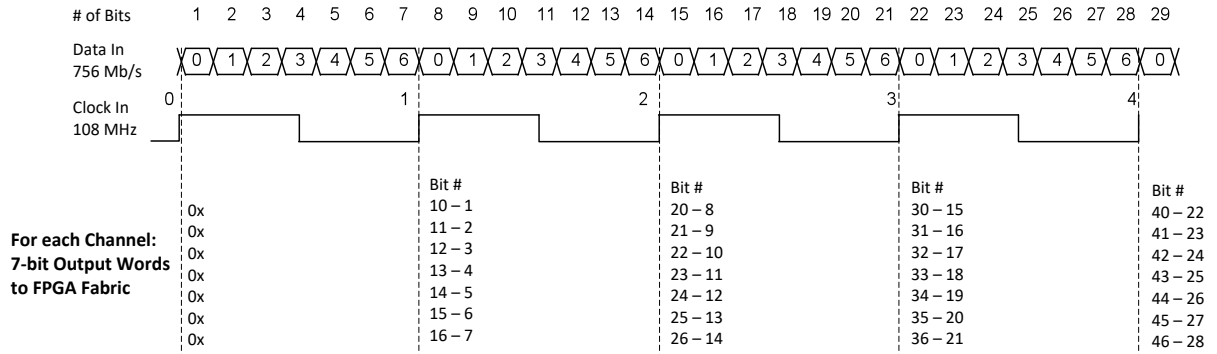 # of Bits 1 2 3 4 5 6 7 8 9 10 11 12 13 14 15 16 17 18 19 20 21 22 23 24 25 26 27 28 29
Data In
756 Mb/s
0 1 2 3 4 5 6 0 1 2 3 4 5 6 0 1 2 3 4 5 6 0 1 2 3 4 5 6 0
Clock In
108 MHz
0 1 2 3 4
For each Channel:
7-bit Output Words
to FPGA Fabric
0x
0x
0x
0x
0x
0x
0x
Bit #
10 – 1
11 – 2
12 – 3
13 – 4
14 – 5
15 – 6
16 – 7
Bit #
20 – 8
21 – 9
22 – 10
23 – 11
24 – 12
25 – 13
26 – 14
Bit #
30 – 15
31 – 16
32 – 17
33 – 18
34 – 19
35 – 20
36 – 21
Bit #
40 – 22
41 – 23
42 – 24
43 – 25
44 – 26
45 – 27
46 – 28